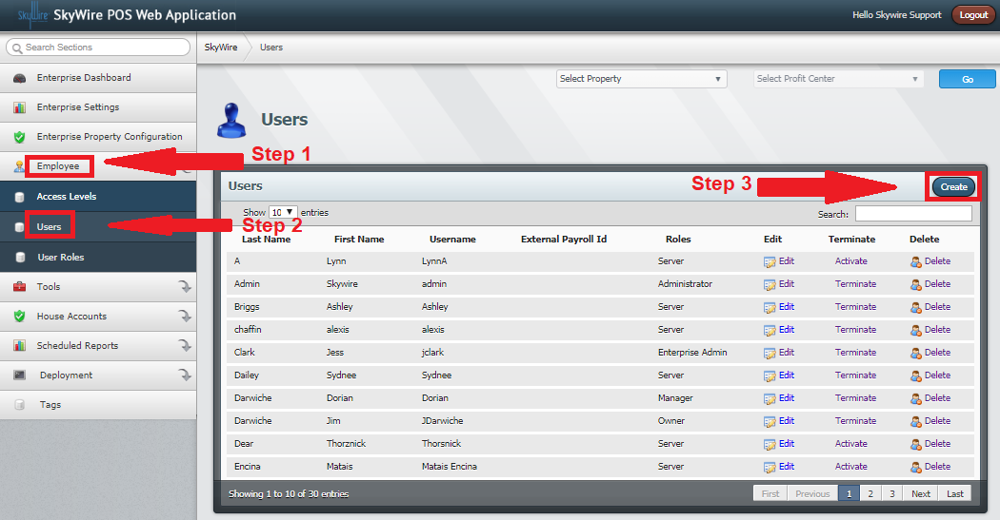 SkyWire SkyWire POS Web Application
Hello Skywire Support Logout
Search Sections
SkyWire Users
Enterprise Dashboard
Select Property Select Profit Center Go
Enterprise Settings
Users
Enterprise Property Configuration
Step 1
Employee
Users
Step 3
Create
Access Levels
Show 10 entries
Search:
Users
Step 2
User Roles
Tools
House Accounts
Scheduled Reports
Deployment
Tags
Last Name First Name Username External Payroll Id Roles Edit Terminate Delete
A Lynn LynnA Server Edit Activate Delete
Admin Skywire admin Administrator Edit Terminate Delete
Briggs Ashley Ashley Server Edit Terminate Delete
chaffin alexis alexis Server Edit Terminate Delete
Clark Jess jclark Enterprise Admin Edit Terminate Delete
Dailey Sydnee Sydnee Server Edit Terminate Delete
Darwiche Dorian Dorian Manager Edit Terminate Delete
Darwiche Jim JDarwiche Owner Edit Terminate Delete
Dear Thorznick Thorsnick Server Edit Activate Delete
Encina Matais Matais Encina Server Edit Activate Delete
Showing 1 to 10 of 30 entries
First Previous 1 2 3 Next Last